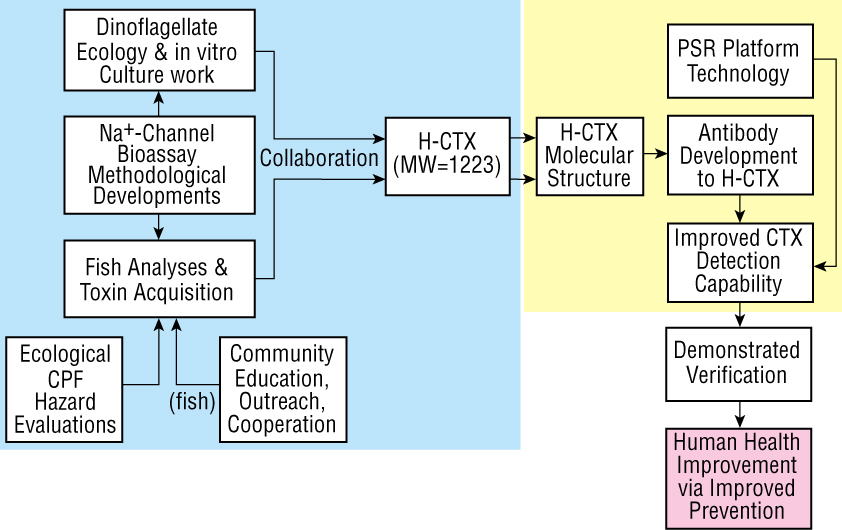 Dinoflagellate
Ecology & in vitro
Culture work
Na+-Channel
Bioassay
Methodological
Developments
Fish Analyses &
Toxin Acquisition
Ecological
CPF
Hazard
Evaluations
(fish)
Community
Education,
Outreach,
Cooperation
Collaboration
H-CTX
(MW=1223)
H-CTX
Molecular
Structure
PSR Platform
Technology
Antibody
Development
to H-CTX
Improved CTX
Detection
Capability
Demonstrated
Verification
Human Health
Improvement
via Improved
Prevention